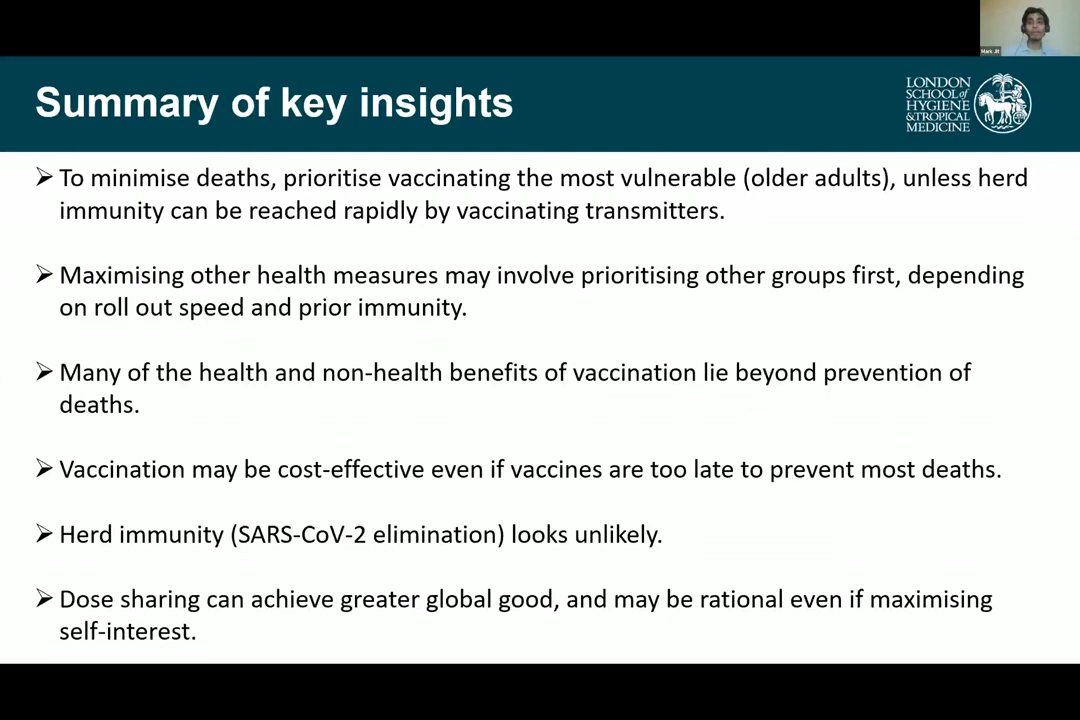 Mark Jit
Summary of key insights
LONDON
SCHOOL of
HYGIENE
& TROPICAL
MEDICINE
➢ To minimise deaths, prioritise vaccinating the most vulnerable (older adults), unless herd
immunity can be reached rapidly by vaccinating transmitters.
➢ Maximising other health measures may involve prioritising other groups first, depending
on roll out speed and prior immunity.
➢ Many of the health and non-health benefits of vaccination lie beyond prevention of
deaths.
➢ Vaccination may be cost-effective even if vaccines are too late to prevent most deaths.
➢ Herd immunity (SARS-CoV-2 elimination) looks unlikely.
➢ Dose sharing can achieve greater global good, and may be rational even if maximising
self-interest.